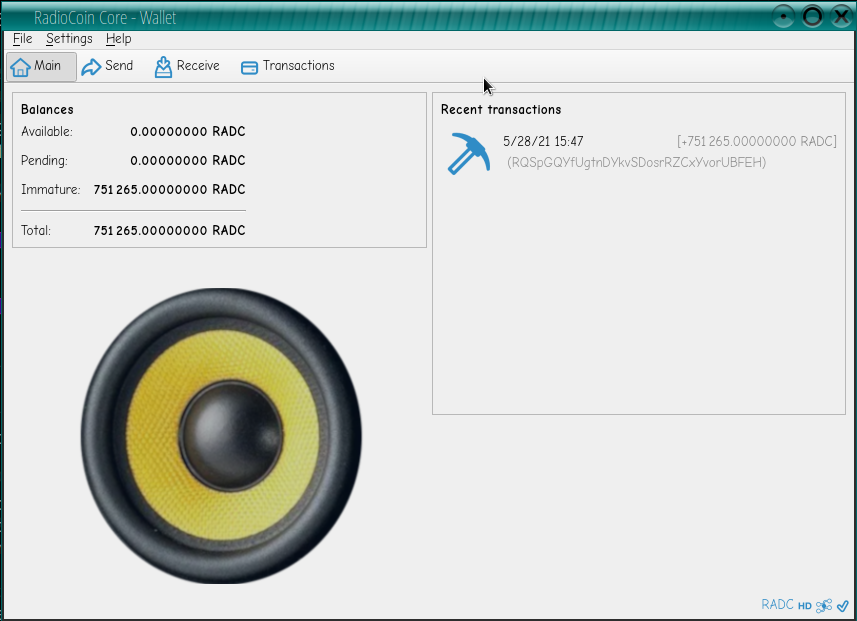 RadioCoin Core - Wallet
File Settings Help
Main Send Receive Transactions
Balances
Available: 0.00000000 RADC
Pending: 0.00000000 RADC
Immature: 751 265.00000000 RADC
Total: 751 265.00000000 RADC
Recent transactions
5/28/21 15:47 [+751 265.00000000 RADC]
(RQSpGQYfUgtnDYkvSDosrRZCxYvorUBFEH)
RADC HD